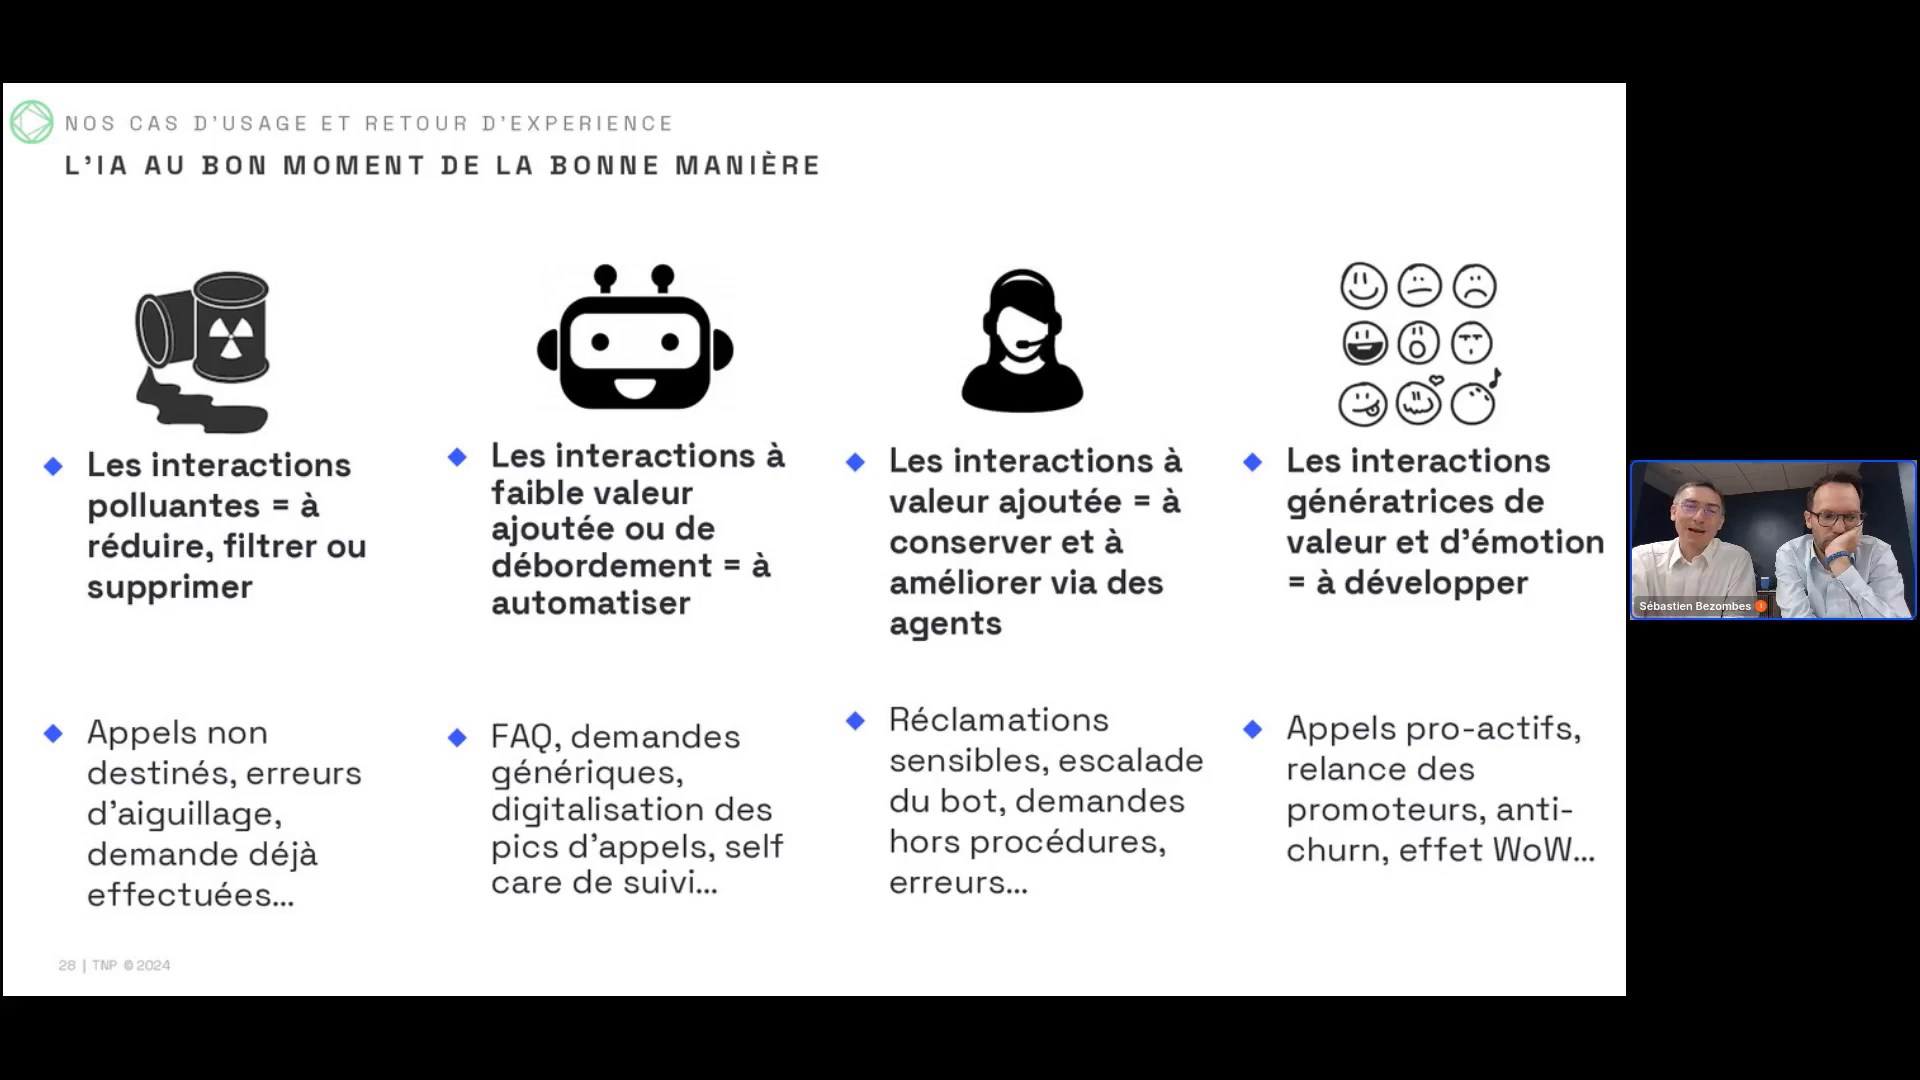 NOS CAS D'USAGE ET RETOUR D'EXPERIENCE
L'IA AU BON MOMENT DE LA BONNE MANIÈRE
Les interactions
polluantes = à
réduire, filtrer ou
supprimer
Les interactions à
faible valeur
ajoutée ou de
débordement = à
automatiser
Les interactions à
valeur ajoutée = à
conserver et à
améliorer via des
agents
Les interactions
génératrices de
valeur et d'émotion
= à développer
Appels non
destinés, erreurs
d'aiguillage,
demande déjà
effectuées...
FAQ, demandes
génériques,
digitalisation des
pics d'appels, self
care de suivi...
Réclamations
sensibles, escalade
du bot, demandes
hors procédures,
erreurs...
Appels pro-actifs,
relance des
promoteurs, anti-
churn, effet WoW...
28 | TNP © 2024
Sébastien Bezombes